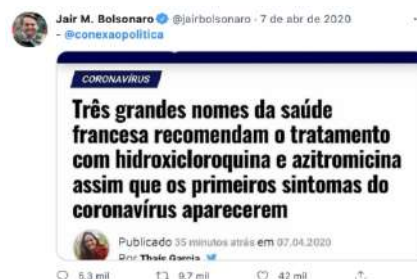 Jair M. Bolsonaro @jairbolsonaro · 7 de abr de 2020
- @conexaopolitica
CORONAVÍRUS
Três grandes nomes da saúde
francesa recomendam o tratamento
com hidroxicloroquina e azitromicina
assim que os primeiros sintomas do
coronavírus aparecerem
Publicado 35 minutos atrás em 07.04.2020
Por Thaís Garcia
5,3 mil 9,7 mil 42 mil